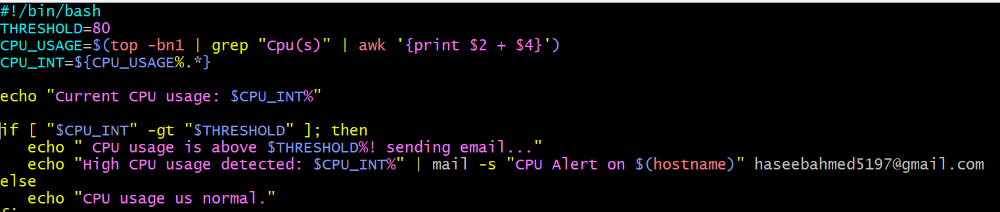 #!/bin/bash
THRESHOLD=80
CPU_USAGE=$(top -bn1 | grep "Cpu(s)" | awk '{print $2 + $4}')
CPU_INT=${CPU_USAGE%.*}
echo "Current CPU usage: $CPU_INT%"
if [ "$CPU_INT" -gt "$THRESHOLD" ]; then
echo " CPU usage is above $THRESHOLD%! sending email..."
echo "High CPU usage detected: $CPU_INT%" | mail -s "CPU Alert on $(hostname)" haseebahmed5197@gmail.com
else
echo "CPU usage us normal."